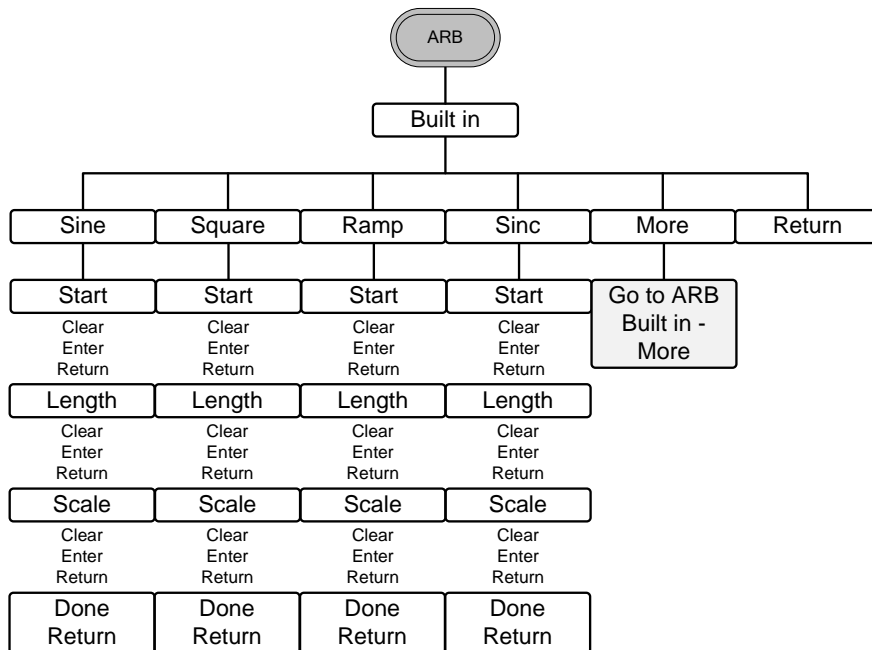 ARB
Built in
Sine Square Ramp Sinc More Return
Start Start Start Start Go to ARB
Clear Clear Clear Clear Built in -
Enter Enter Enter Enter More
Return Return Return Return
Length Length Length Length
Clear Clear Clear Clear
Enter Enter Enter Enter
Return Return Return Return
Scale Scale Scale Scale
Clear Clear Clear Clear
Enter Enter Enter Enter
Return Return Return Return
Done Done Done Done
Return Return Return Return